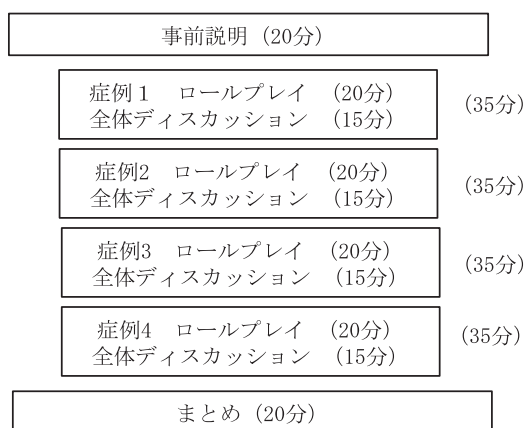 事前説明（20分）
症例１　ロールプレイ　（20分）
全体ディスカッション　（15分）
(35分)
症例2　ロールプレイ　（20分）
全体ディスカッション　（15分）
(35分)
症例3　ロールプレイ　（20分）
全体ディスカッション　（15分）
(35分)
症例4　ロールプレイ　（20分）
全体ディスカッション　（15分）
(35分)
まとめ（20分）